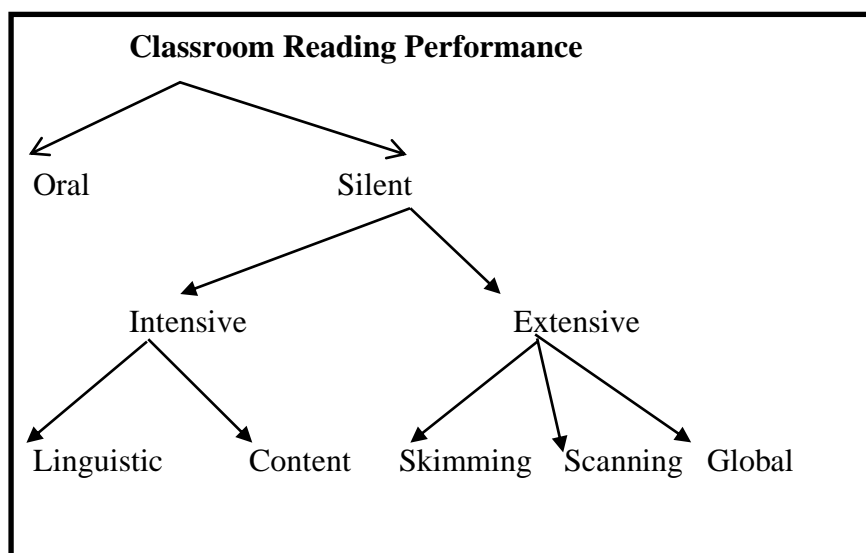 Classroom Reading Performance
Oral Silent
Intensive Extensive
Linguistic Content Skimming Scanning Global